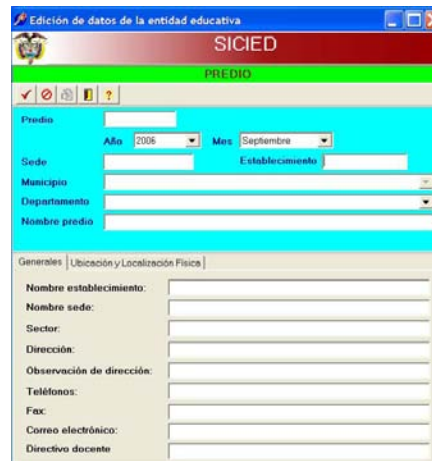 Edición de datos de la entidad educativa
SICIED
PREDIO
?
Predio
Año 2006 Mes Septiembre
Sede Establecimiento
Municipio
Departamento
Nombre predio
Generales Ubicación y Localización Física
Nombre establecimiento:
Nombre sede:
Sector:
Dirección:
Observación de dirección:
Teléfonos:
Fax:
Correo electrónico:
Directivo docente